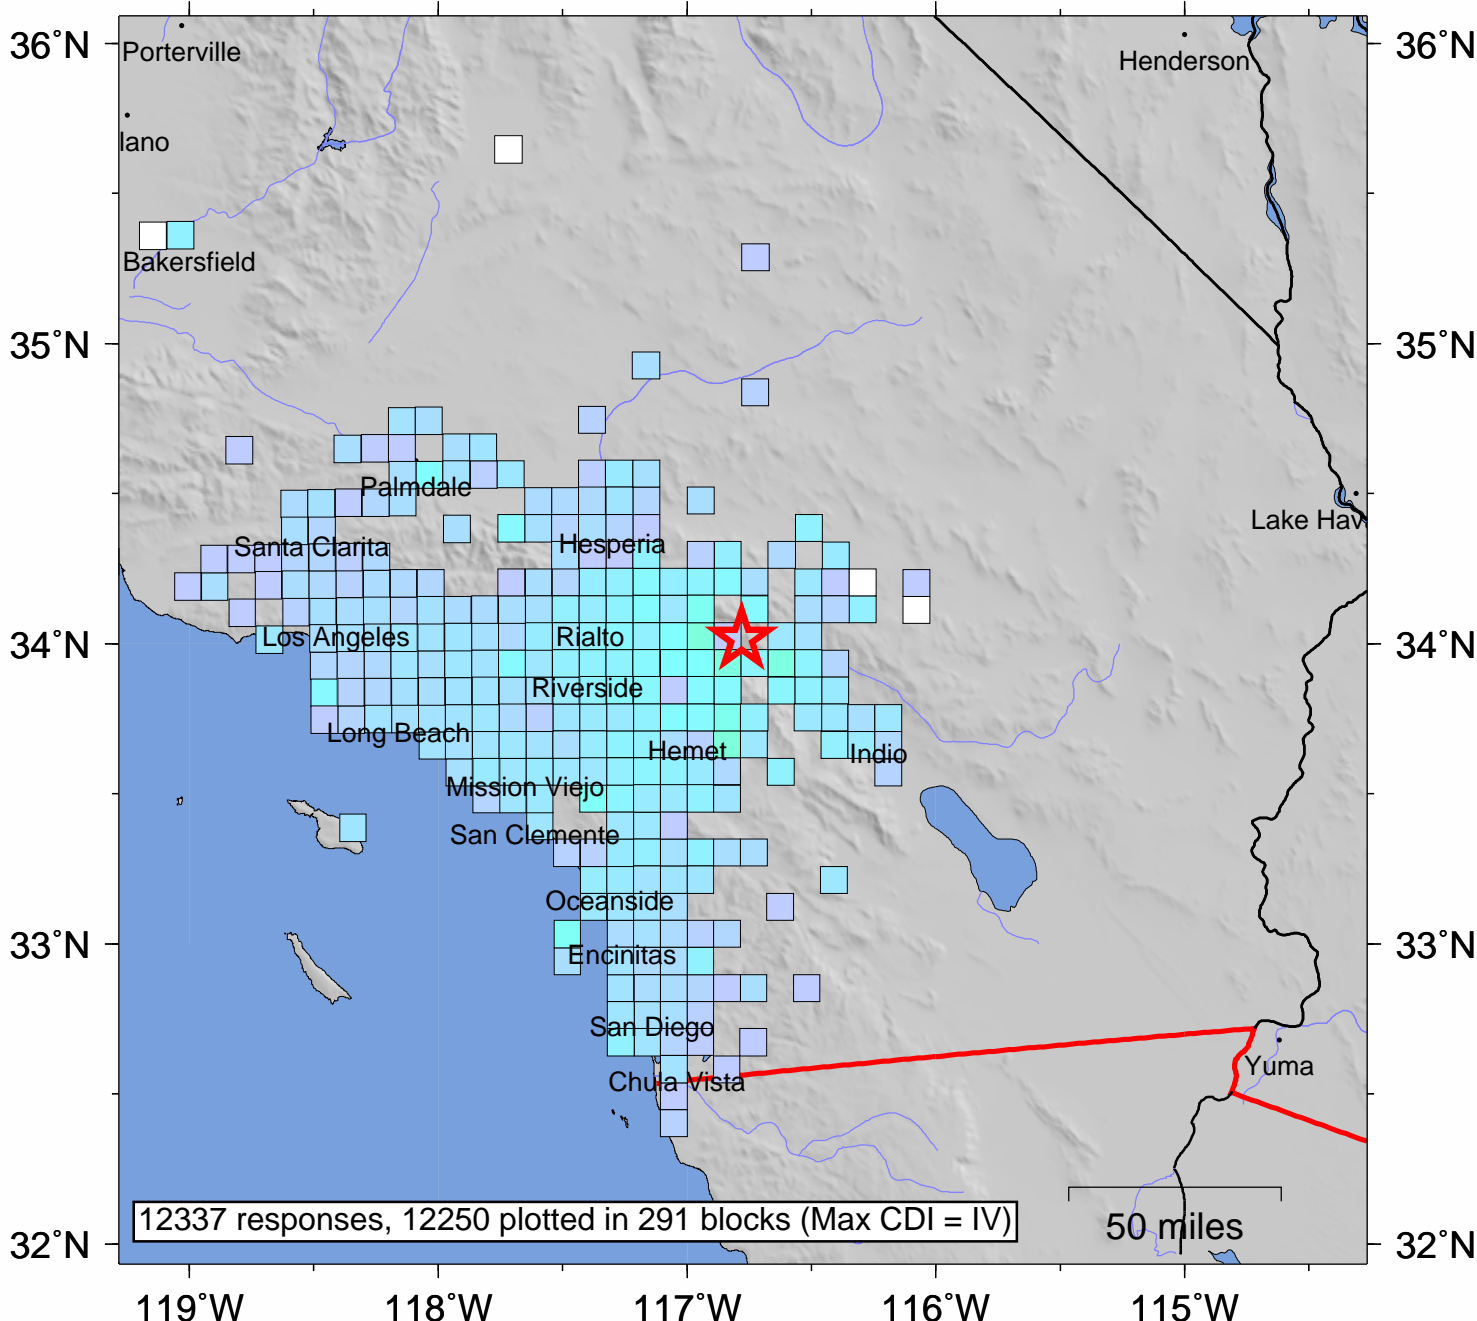 36°N
36°N
Porterville
Henderson
lano
Bakersfield
35°N
35°N
Palmdale
Lake Hav
Santa Clarita
Hesperia
34°N
Los Angeles
Rialto
34°N
Riverside
Long Beach
Hemet
Indio
Mission Viejo
San Clemente
Oceanside
33°N
Encinitas
33°N
San Diego
Yuma
Chula Vista
12337 responses, 12250 plotted in 291 blocks (Max CDI = IV)
50 miles
32°N
32°N
119°W
118°W
117°W
116°W
115°W